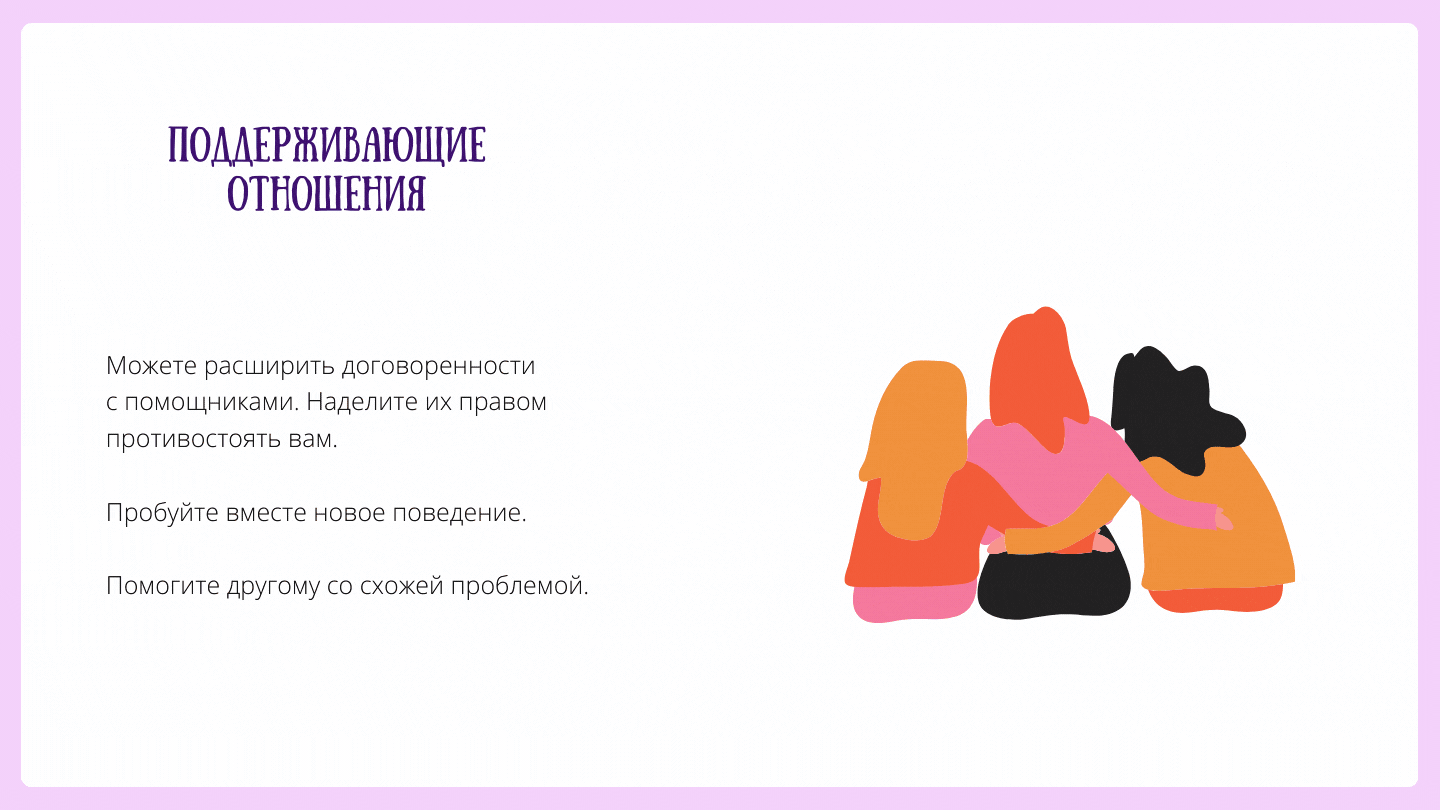 ПОДДЕРЖИВАЮЩИЕ
ОТНОШЕНИЯ
Можете расширить договоренности
с помощниками. Наделите их правом
противостоять вам.
Пробуйте вместе новое поведение.
Помогите другому со схожей проблемой.